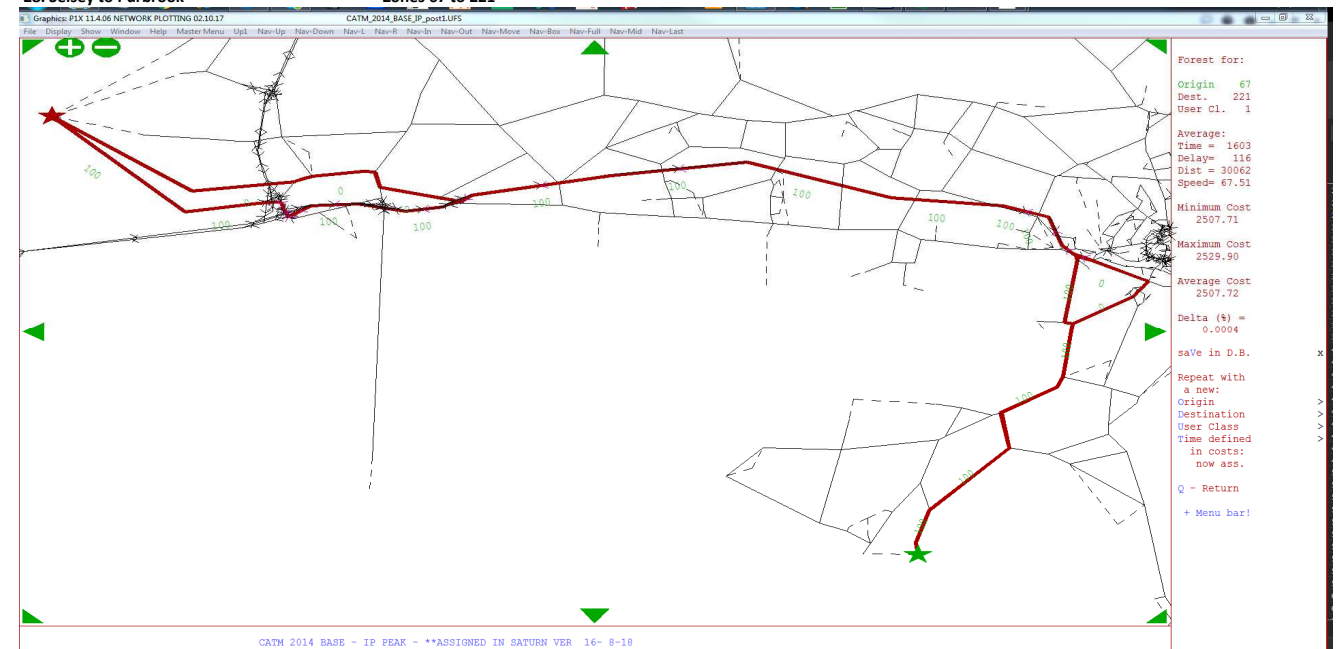 Graphics: P1X 11.4.06 NETWORK PLOTTING 02.10.17 CATM_2014_BASE_IP_post1.UFS
File Display Show Window Help Master Menu Up1 Nav-Up Nav-Down Nav-L Nav-R Nav-In Nav-Out Nav-Move Nav-Box Nav-Full Nav-Mid Nav-Last
Forest for:
Origin 67
Dest. 221
User Cl. 1
Average:
Time = 1603
Delay= 116
Dist = 30062
Speed= 67.51
Minimum Cost
2507.71
Maximum Cost
2529.90
Average Cost
2507.72
Delta (%) =
0.0004
saVe in D.B. x
Repeat with
a new:
Origin >
Destination >
User Class >
Time defined >
in costs:
now ass.
Q - Return
+ Menu bar!
100
0
100
100
100
100
100
100
100
100
100
0
0
100
100
100
100
100
CATM 2014 BASE - IP PEAK - **ASSIGNED IN SATURN VER 16- 8-18